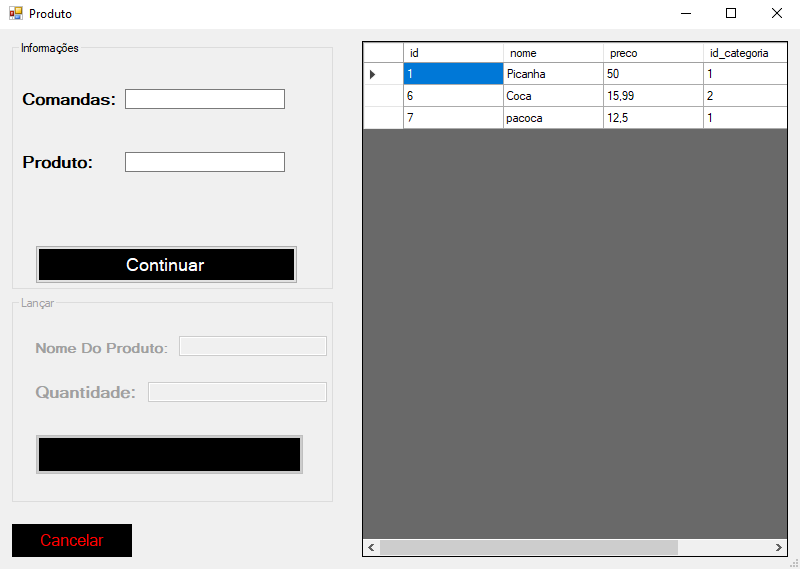 Produto
Informações
Comandas:
Produto:
Continuar
Lançar
Nome Do Produto:
Quantidade:
Cancelar
id nome preco id_categoria
1 Picanha 50 1
6 Coca 15,99 2
7 pacoca 12,5 1